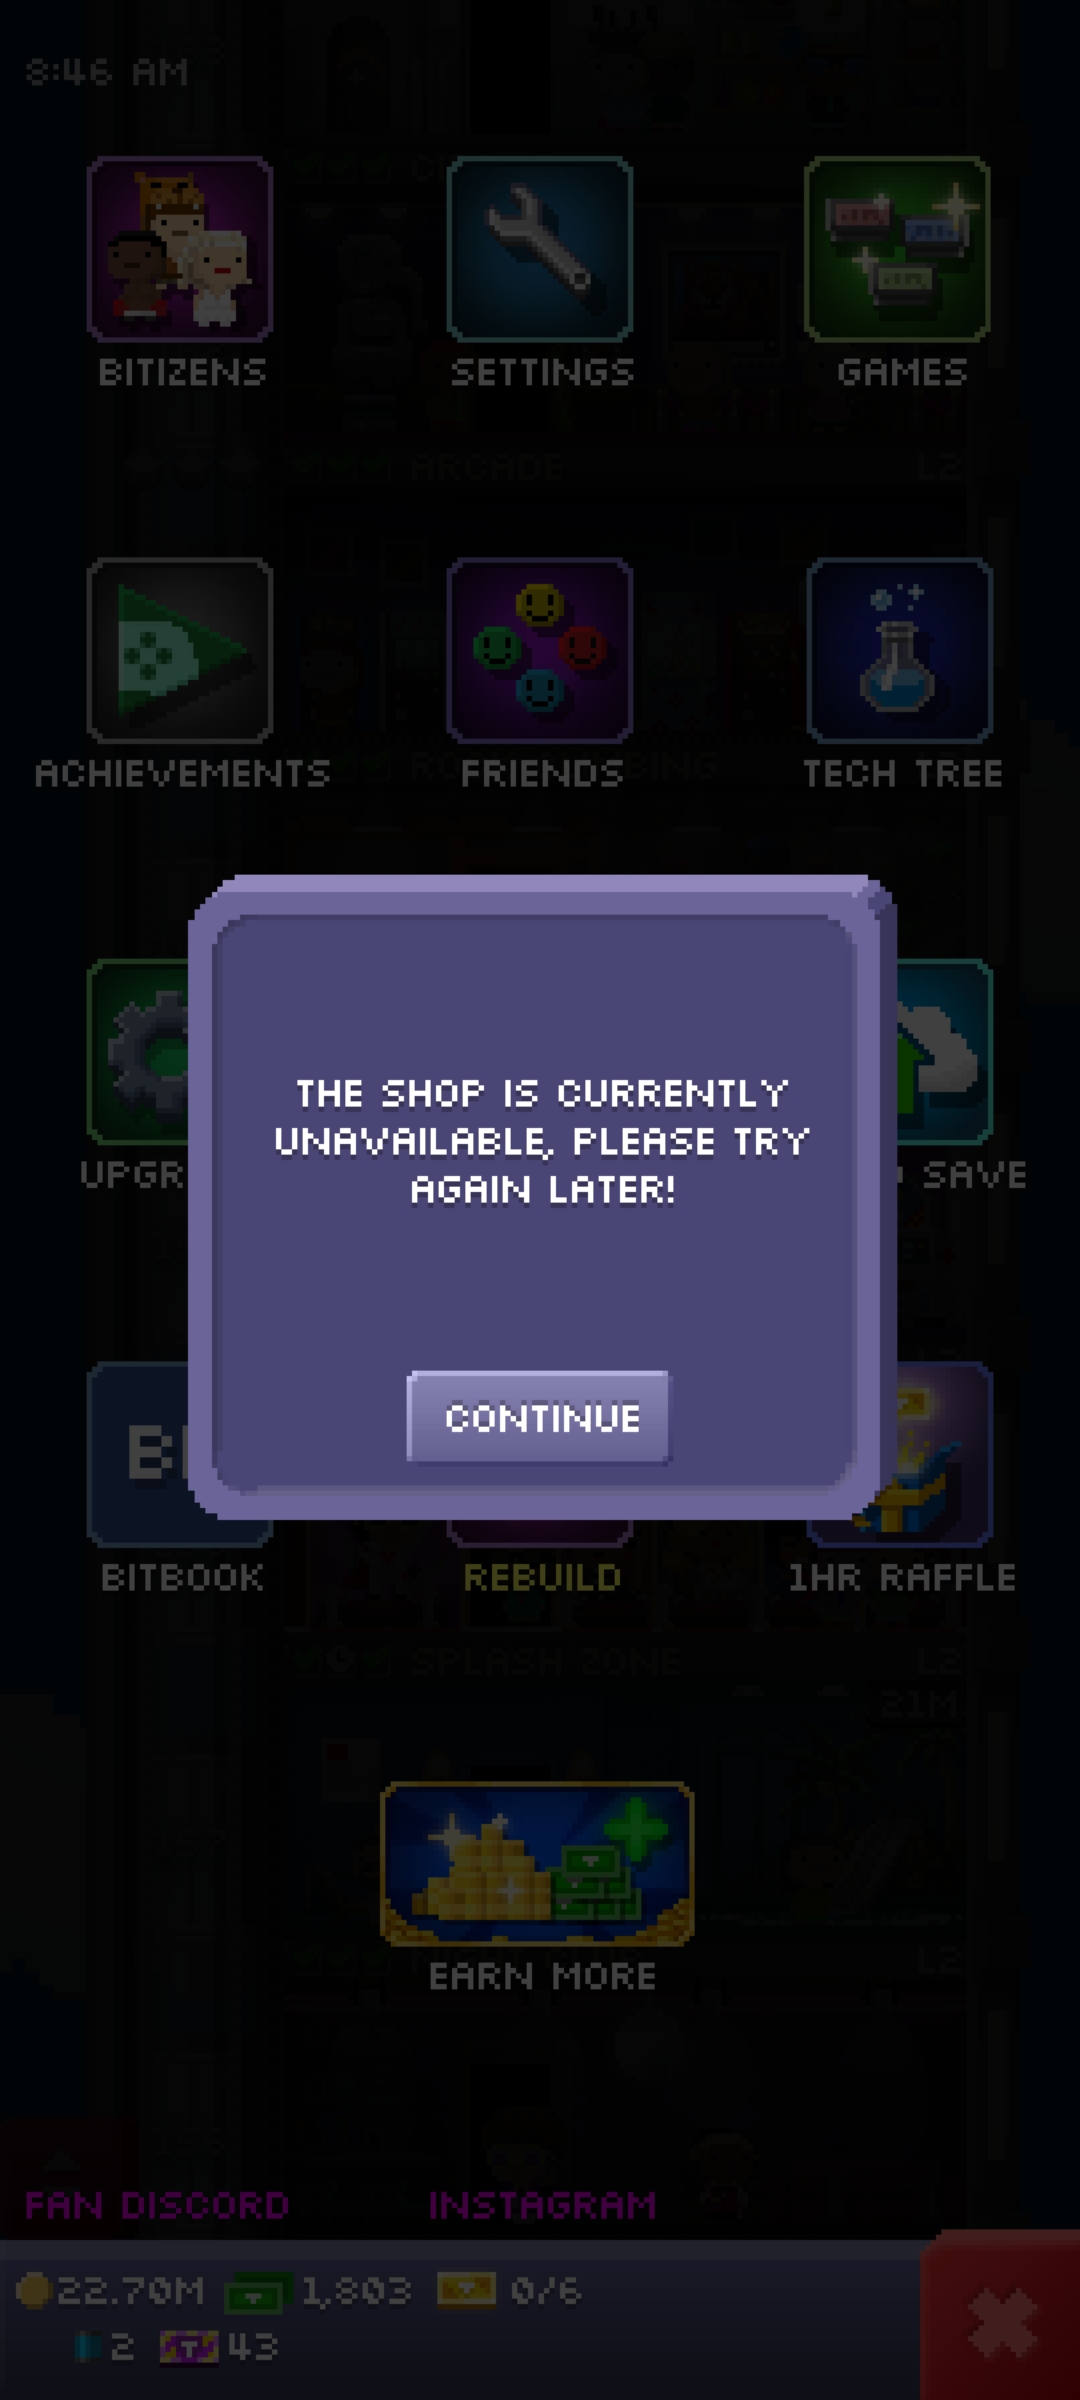 8:46 AM
BITIZENS
SETTINGS
GAMES
ARCADE
L2
ACHIEVEMENTS
FRIENDS
TECH TREE
THE SHOP IS CURRENTLY
UNAVAILABLE, PLEASE TRY
AGAIN LATER!
UPGR
SAVE
CONTINUE
BITBOOK
REBUILD
1HR RAFFLE
SPLASH ZONE
L2
21M
EARN MORE
L2
FAN DISCORD
INSTAGRAM
22.70M
1,803
0/6
2
43